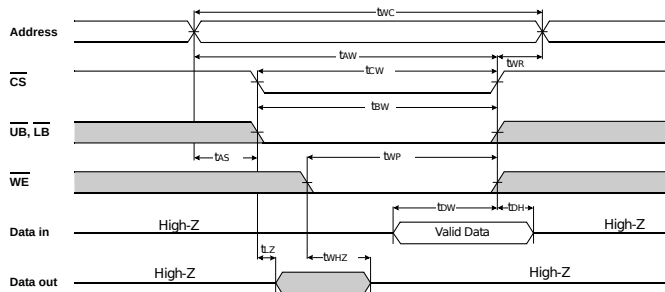 tWC
Address
tAW
tWR
CS
tCW
tBW
UB, LB
tAS
tWP
WE
tDW
tDH
High-Z
High-Z
Data in
Valid Data
tLZ
tWHZ
High-Z
High-Z
Data out